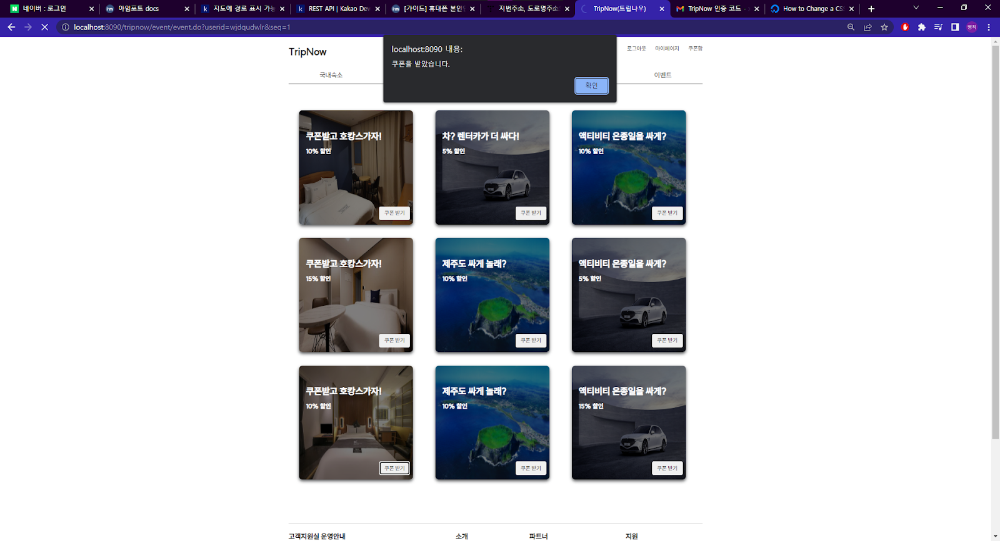 네이버 : 로그인
아임포트 docs
지도에 경로 표시 가능
REST API | Kakao Dev
[가이드] 휴대폰 본인
지번주소, 도로명주소
TripNow(트립나우)
TripNow 인증 코드 -
How to Change a CS
localhost:8090/tripnow/event/event.do?userid=wjdqudwlr&seq=1
병직
TripNow
로그아웃 마이페이지 쿠폰함
localhost:8090 내용:
쿠폰을 받았습니다.
확인
국내숙소
이벤트
쿠폰받고 호캉스가자!
10% 할인
쿠폰 받기
차? 렌터카가 더 싸다!
5% 할인
쿠폰 받기
액티비티 온종일을 싸게?
10% 할인
쿠폰 받기
쿠폰받고 호캉스가자!
15% 할인
쿠폰 받기
제주도 싸게 놀래?
10% 할인
쿠폰 받기
액티비티 온종일을 싸게?
5% 할인
쿠폰 받기
쿠폰받고 호캉스가자!
10% 할인
쿠폰 받기
제주도 싸게 놀래?
10% 할인
쿠폰 받기
액티비티 온종일을 싸게?
15% 할인
쿠폰 받기
고객지원실 운영안내
소개
파트너
지원